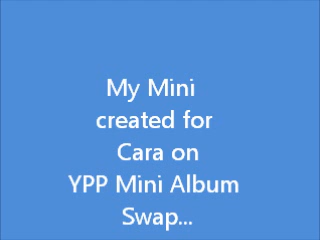 My Mini
created for
Cara on
YPP Mini Album
Swap...